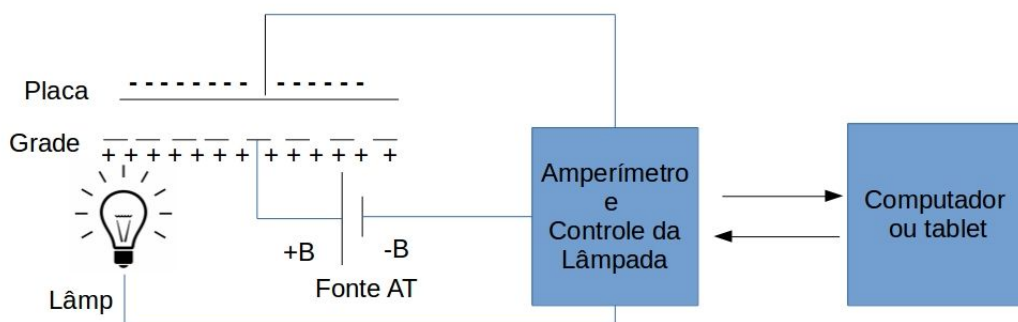 - - - - - - - - - - - - - -
Placa
Grade
+ + + + + + + + + + + + +
Amperímetro
e
Controle da
Lâmpada
Computador
ou tablet
+B
-B
Fonte AT
Lâmp